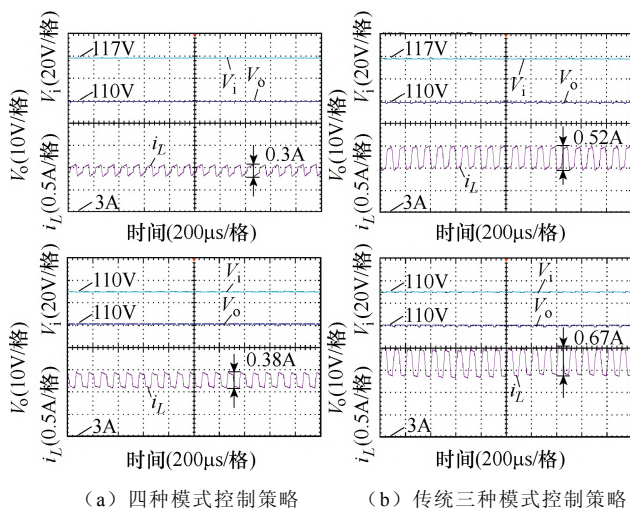 V_i(20V/格)
V_o(10V/格)
i_L(0.5A/格)
117V
V_i
V_o
110V
i_L
0.3A
3A
时间(200μs/格)
V_i(20V/格)
V_o(10V/格)
i_L(0.5A/格)
117V
V_i
V_o
110V
0.52A
i_L
3A
时间(200μs/格)
V_i(20V/格)
V_o(10V/格)
i_L(0.5A/格)
110V
V_i
110V
V_o
0.38A
i_L
3A
时间(200μs/格)
V_i(20V/格)
V_o(10V/格)
i_L(0.5A/格)
110V
V_i
110V
V_o
0.67A
i_L
3A
时间(200μs/格)
（a）四种模式控制策略
（b）传统三种模式控制策略